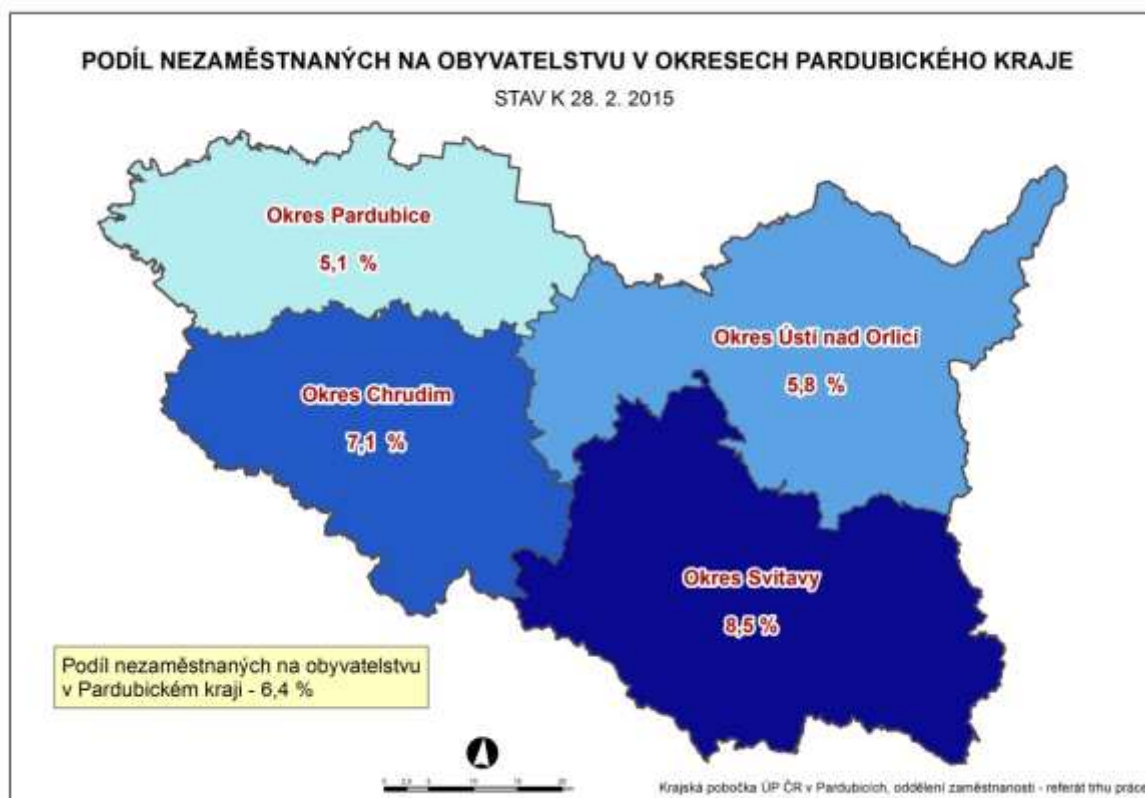 PODÍL NEZAMĚSTNANÝCH NA OBYVATELSTVU V OKRESECH PARDUBICKÉHO KRAJE
STAV K 28. 2. 2015
Okres Pardubice
5,1 %
Okres Ústí nad Orlicí
5,8 %
Okres Chrudim
7,1 %
Okres Svitavy
8,5 %
Podíl nezaměstnaných na obyvatelstvu
v Pardubickém kraji - 6,4 %
Krajská pobočka ÚP ČR v Pardubicích, oddělení zaměstnanosti - referát trhu práce